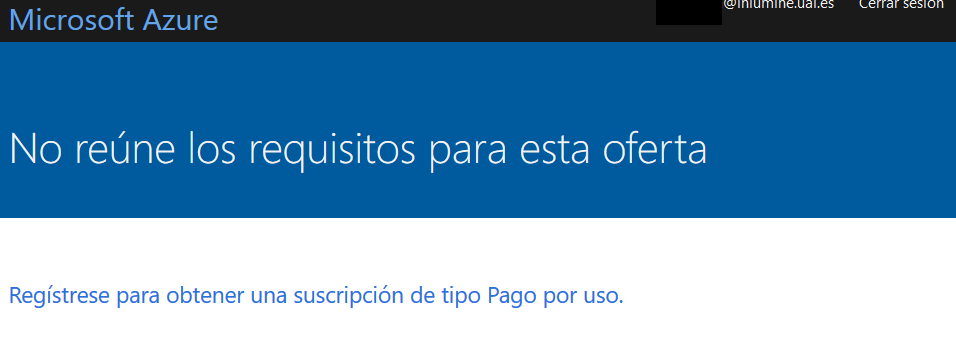 Microsoft Azure
@inlumine.ual.es Cerrar sesión
No reúne los requisitos para esta oferta
Regístrese para obtener una suscripción de tipo Pago por uso.